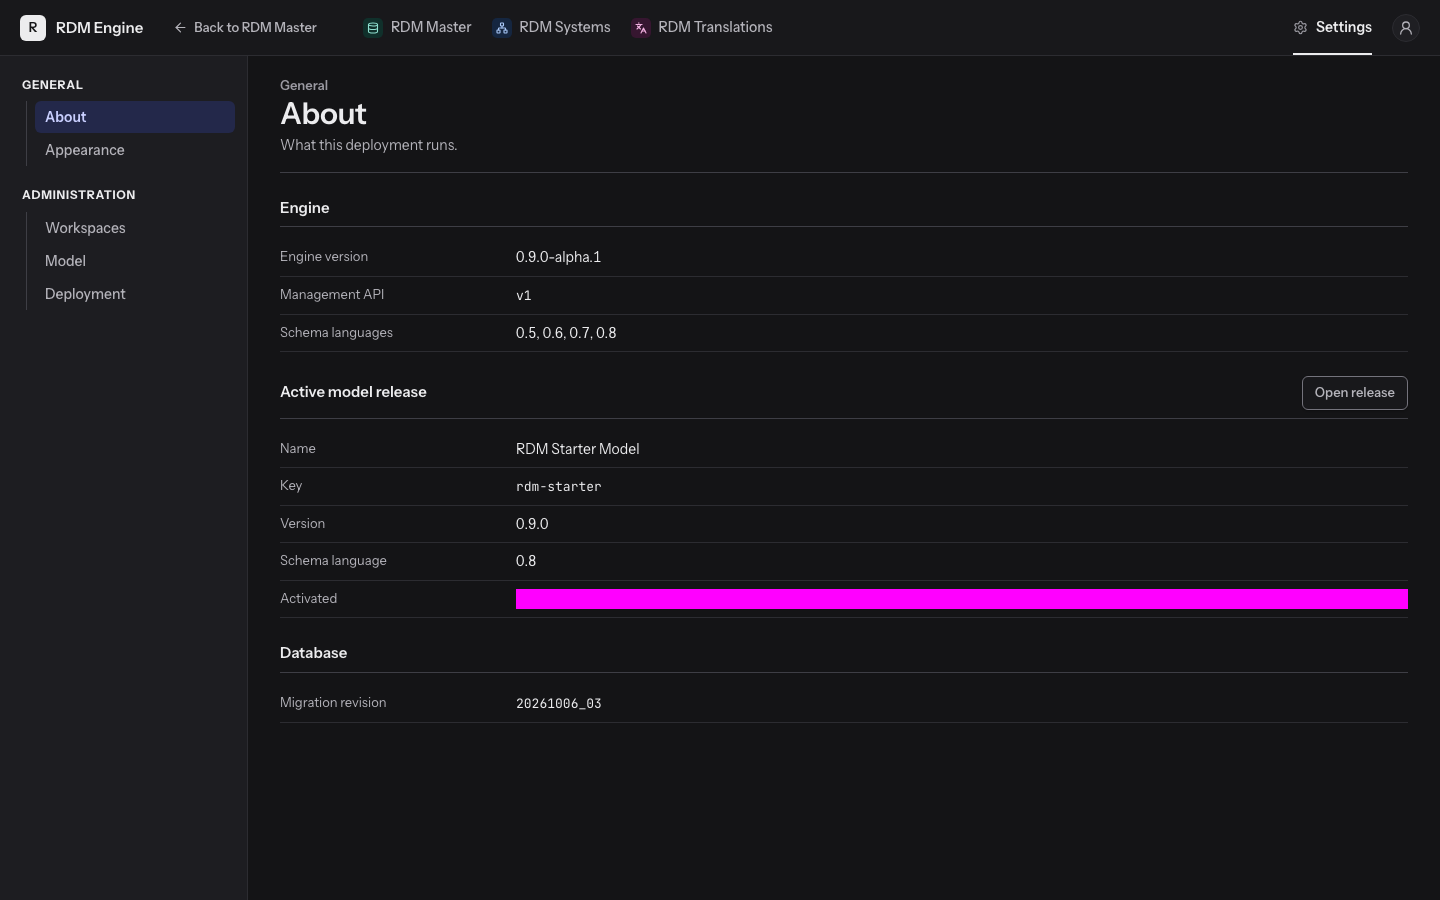 R RDM Engine ← Back to RDM Master RDM Master RDM Systems RDM Translations Settings
GENERAL
About
Appearance
ADMINISTRATION
Workspaces
Model
Deployment
General
About
What this deployment runs.
Engine
Engine version 0.9.0-alpha.1
Management API v1
Schema languages 0.5, 0.6, 0.7, 0.8
Active model release Open release
Name RDM Starter Model
Key rdm-starter
Version 0.9.0
Schema language 0.8
Activated
Database
Migration revision 20261006_03